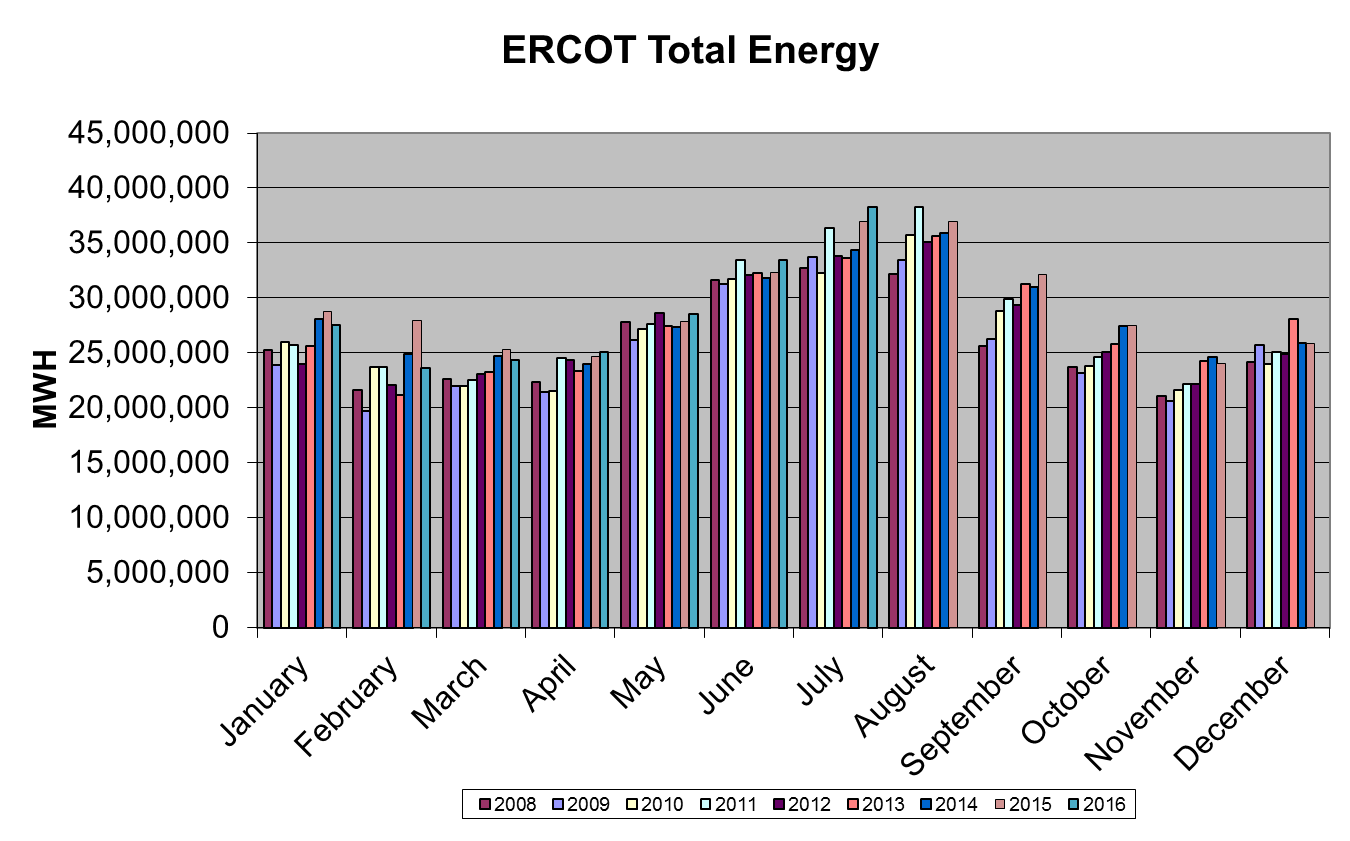 ERCOT Total Energy
45,000,000
40,000,000
35,000,000
30,000,000
25,000,000
20,000,000
15,000,000
10,000,000
5,000,000
0
MWH
January
February
March
April
May
June
July
August
September
October
November
December
2008 2009 2010 2011 2012 2013 2014 2015 2016